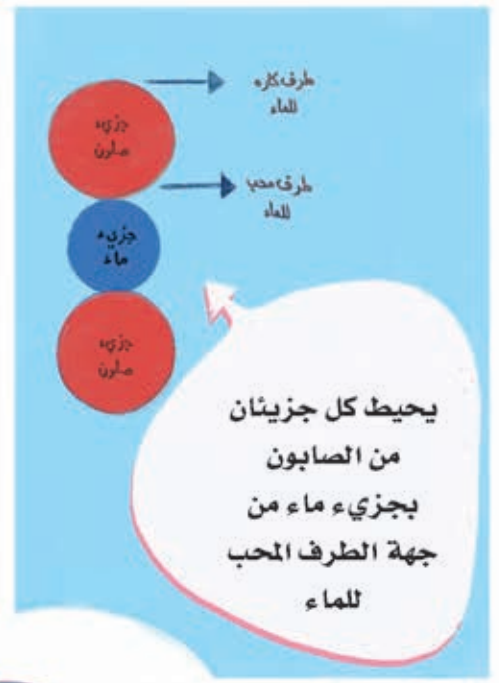 طرف كاره
للماء
جزيء
صابون
طرف محب
للماء
جزيء
ماء
جزيء
صابون
يحيط كل جزيئان
من الصابون
بجزيء ماء من
جهة الطرف المحب
للماء